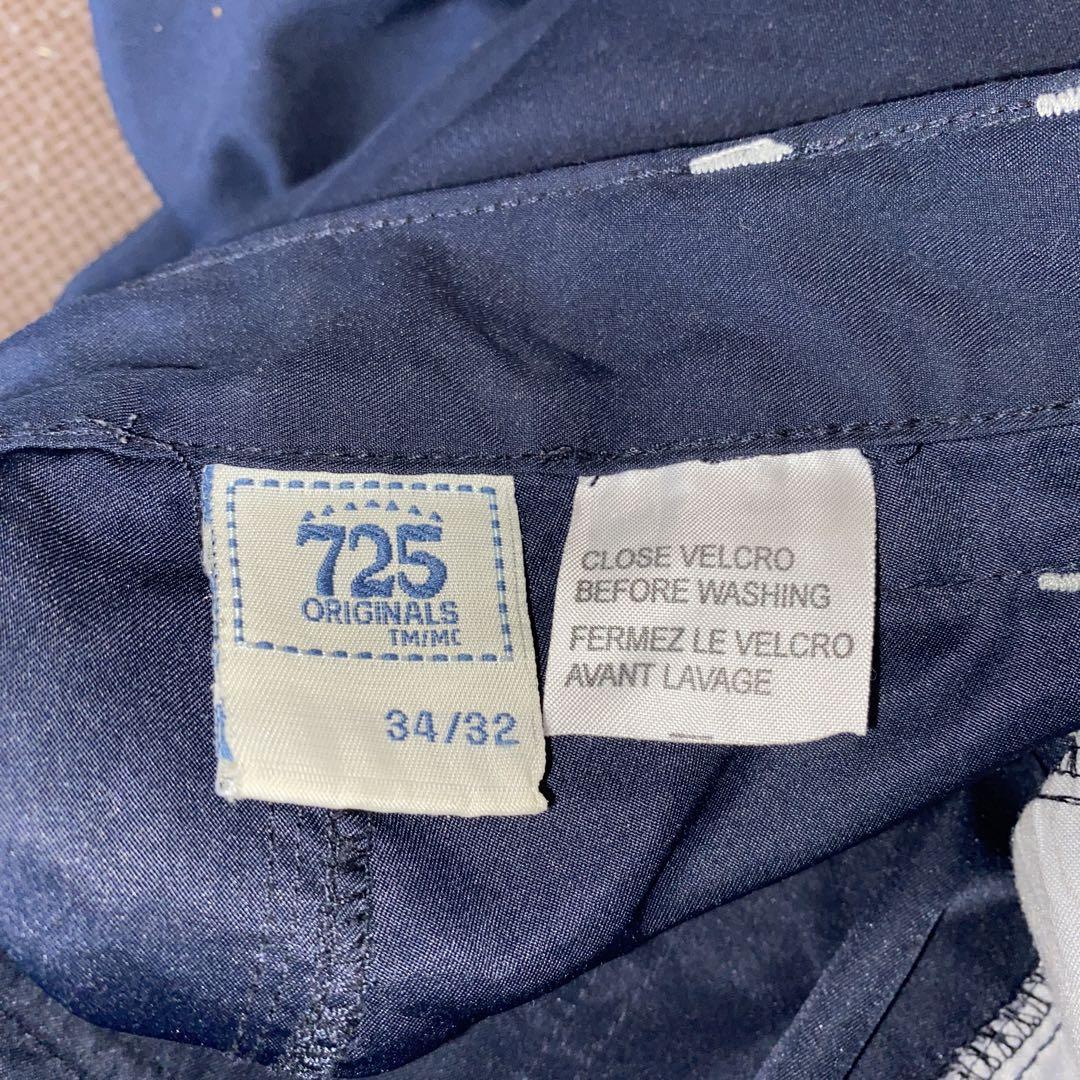 725
ORIGINALS
TM/MC
34/32
CLOSE VELCRO
BEFORE WASHING
FERMEZ LE VELCRO
AVANT LAVAGE